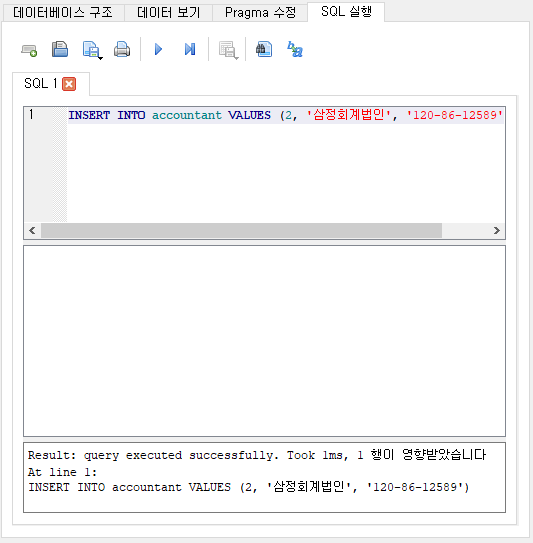 데이터베이스 구조 데이터 보기 Pragma 수정 SQL 실행
SQL 1
1 INSERT INTO accountant VALUES (2, '삼정회계법인', '120-86-12589'
Result: query executed successfully. Took 1ms, 1 행이 영향받았습니다
At line 1:
INSERT INTO accountant VALUES (2, '삼정회계법인', '120-86-12589')